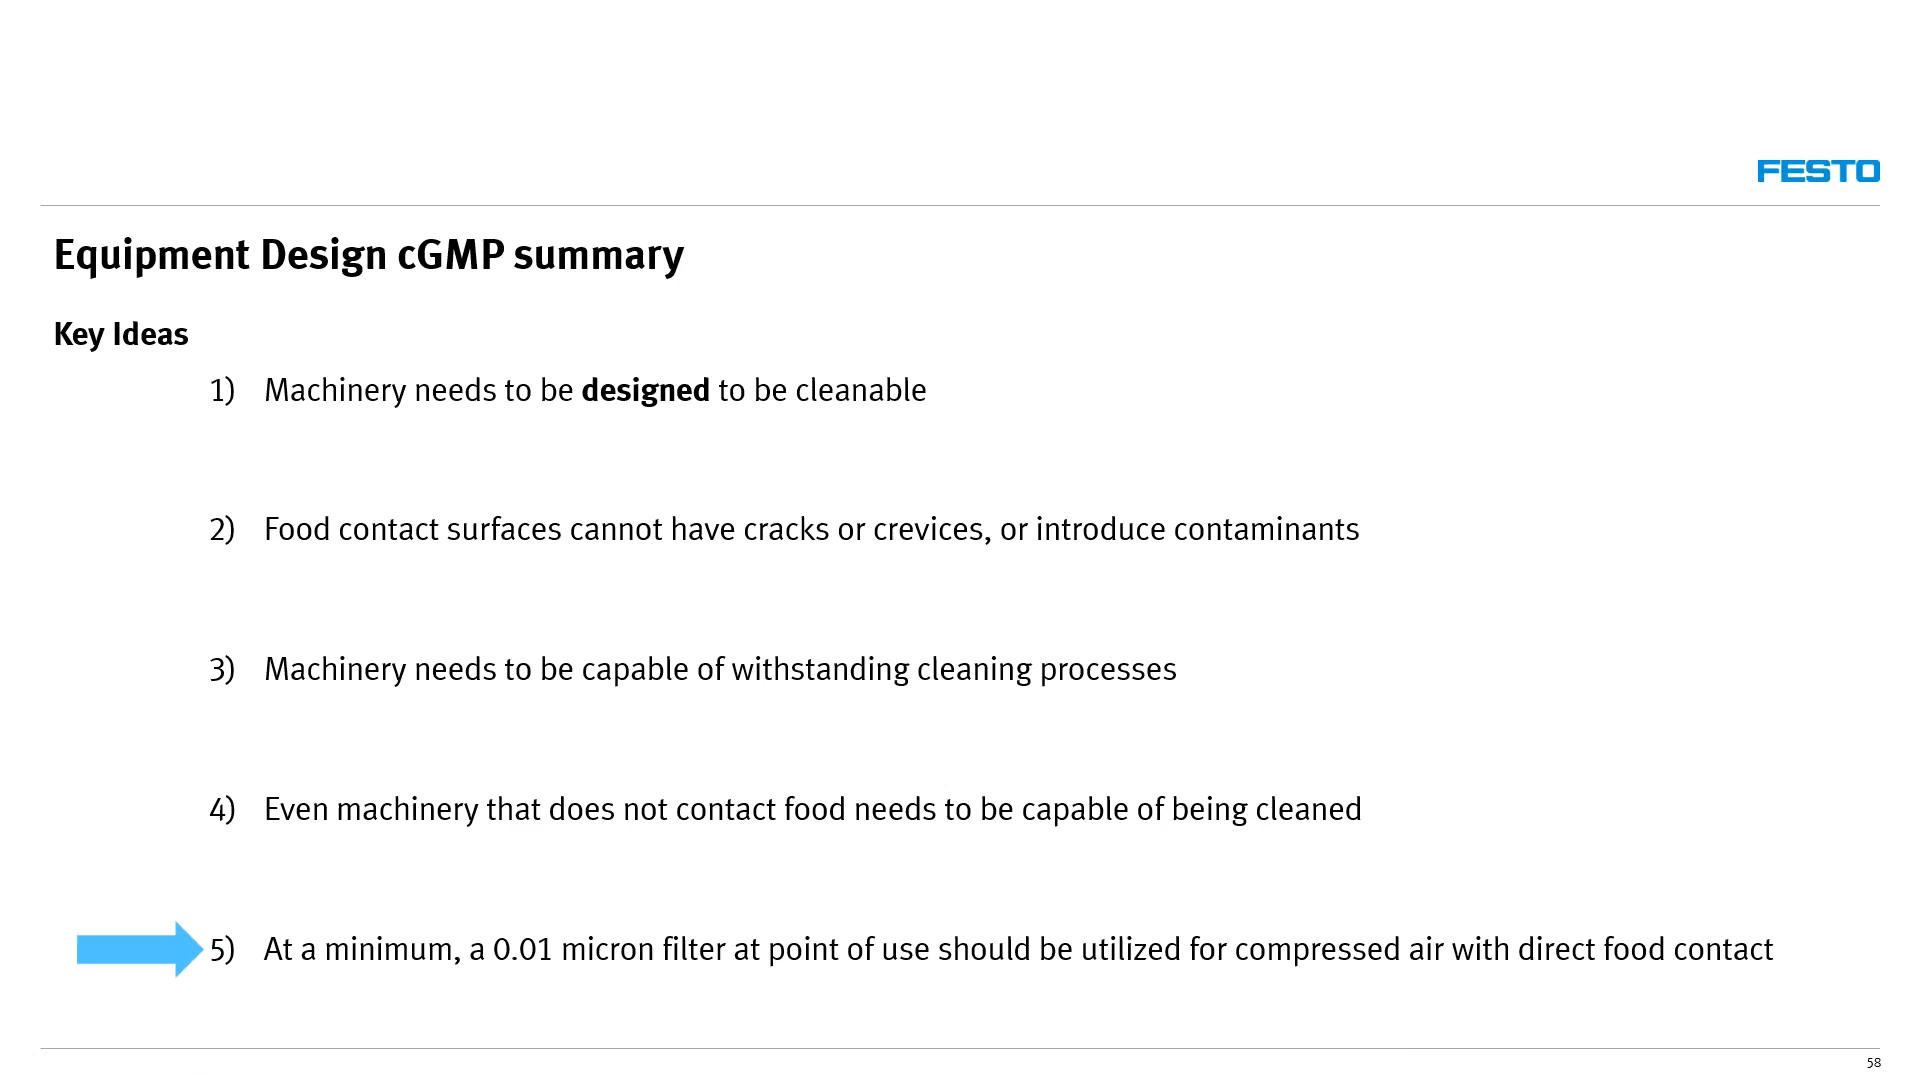 FESTO
Equipment Design cGMP summary
Key Ideas
1) Machinery needs to be designed to be cleanable
2) Food contact surfaces cannot have cracks or crevices, or introduce contaminants
3) Machinery needs to be capable of withstanding cleaning processes
4) Even machinery that does not contact food needs to be capable of being cleaned
5) At a minimum, a 0.01 micron filter at point of use should be utilized for compressed air with direct food contact
58